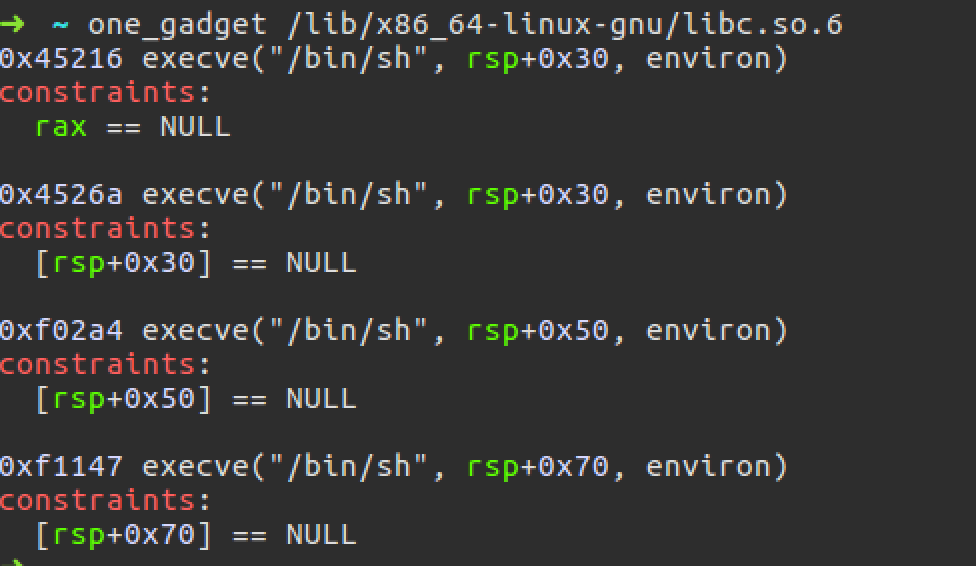 ➜ ~ one_gadget /lib/x86_64-linux-gnu/libc.so.6
0x45216 execve("/bin/sh", rsp+0x30, environ)
constraints:
  rax == NULL

0x4526a execve("/bin/sh", rsp+0x30, environ)
constraints:
  [rsp+0x30] == NULL

0xf02a4 execve("/bin/sh", rsp+0x50, environ)
constraints:
  [rsp+0x50] == NULL

0xf1147 execve("/bin/sh", rsp+0x70, environ)
constraints:
  [rsp+0x70] == NULL